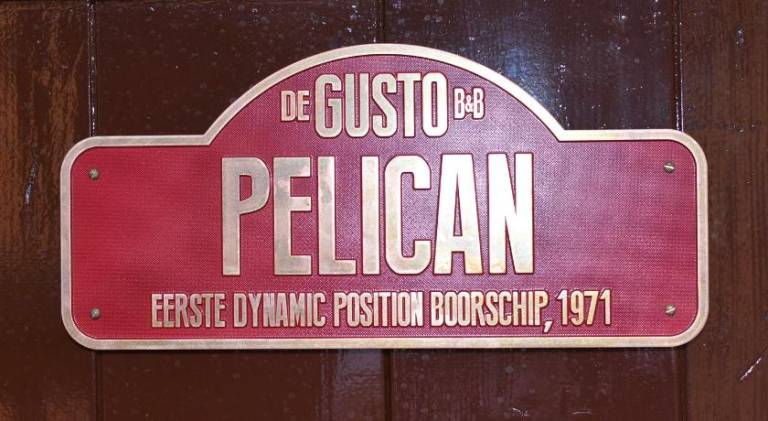 DE GUSTO B&B
PELICAN
EERSTE DYNAMIC POSITION BOORSCHIP, 1971